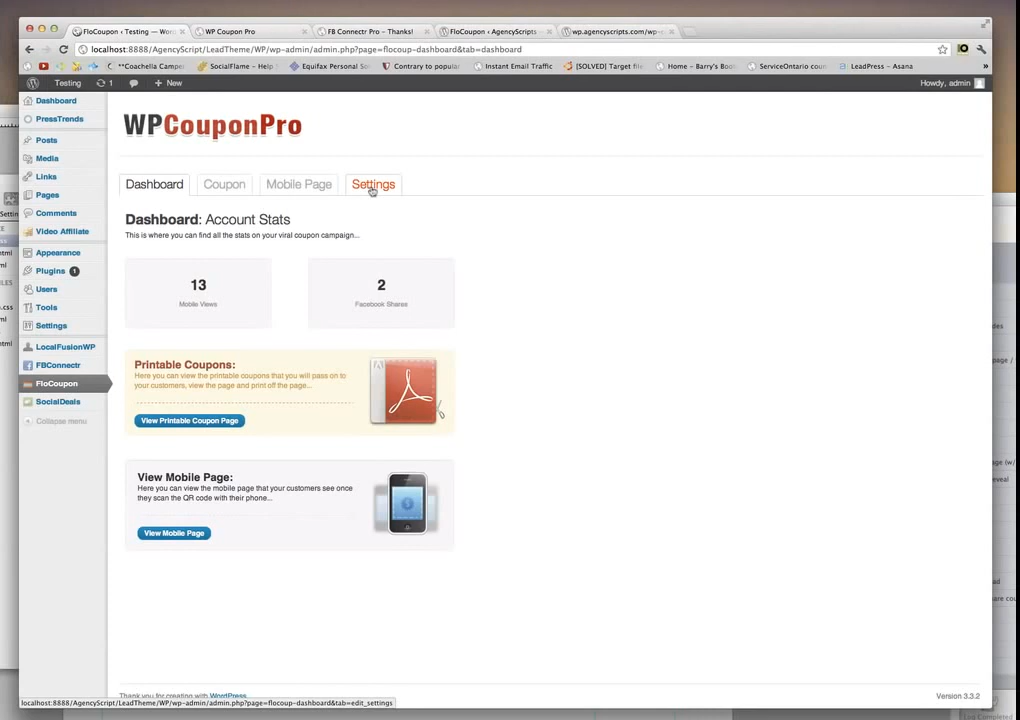 FloCoupon ‹ Testing — Wor
WP Coupon Pro
FB Connectr Pro – Thanks!
FloCoupon ‹ AgencyScripts
wp.agencyscripts.com/wp-c
localhost:8888/AgencyScript/LeadTheme/WP/wp-admin/admin.php?page=flocoup-dashboard&tab=dashboard
**Coachella Camper
SocialFlame – Help
Equifax Personal So
Contrary to popular
Instant Email Traffic
[SOLVED] Target file
Home – Barry's Boo
ServiceOntario coun
LeadPress – Asana
»
Testing
1
+ New
Howdy, admin
Dashboard
PressTrends
Posts
Media
Links
Pages
Comments
Video Affiliate
Appearance
Plugins 1
Users
Tools
Settings
LocalFusionWP
FBConnectr
FloCoupon
SocialDeals
Collapse menu
WPCouponPro
Dashboard
Coupon
Mobile Page
Settings
Dashboard: Account Stats
This is where you can find all the stats on your viral coupon campaign...
13
Mobile Views
2
Facebook Shares
Printable Coupons:
Here you can view the printable coupons that you will pass on to
your customers, view the page and print off the page...
View Printable Coupon Page
View Mobile Page:
Here you can view the mobile page that your customers see once
they scan the QR code with their phone...
View Mobile Page
Thank you for creating with WordPress
Version 3.3.2
localhost:8888/AgencyScript/LeadTheme/WP/wp-admin/admin.php?page=flocoup-dashboard&tab=edit_settings